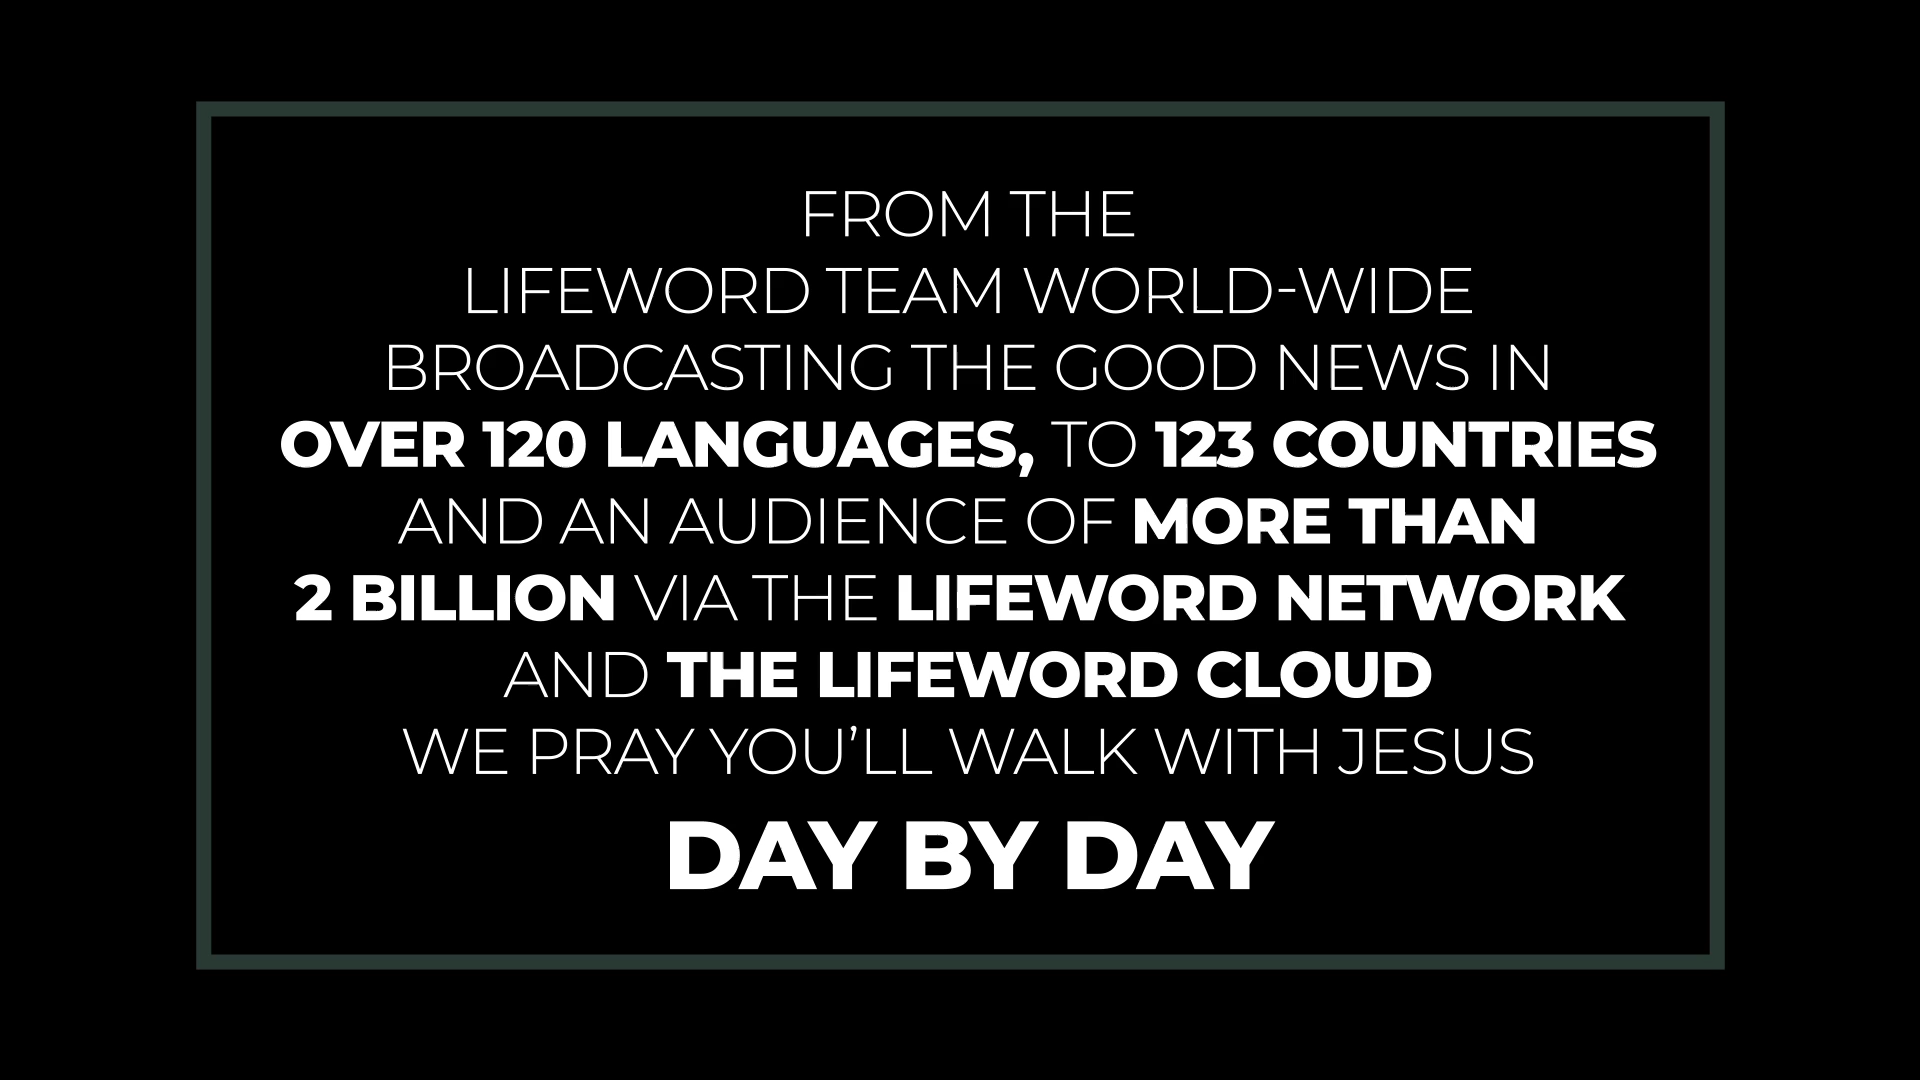 FROM THE
LIFEWORD TEAM WORLD-WIDE
BROADCASTING THE GOOD NEWS IN
OVER 120 LANGUAGES, TO 123 COUNTRIES
AND AN AUDIENCE OF MORE THAN
2 BILLION VIA THE LIFEWORD NETWORK
AND THE LIFEWORD CLOUD
WE PRAY YOU’LL WALK WITH JESUS
DAY BY DAY